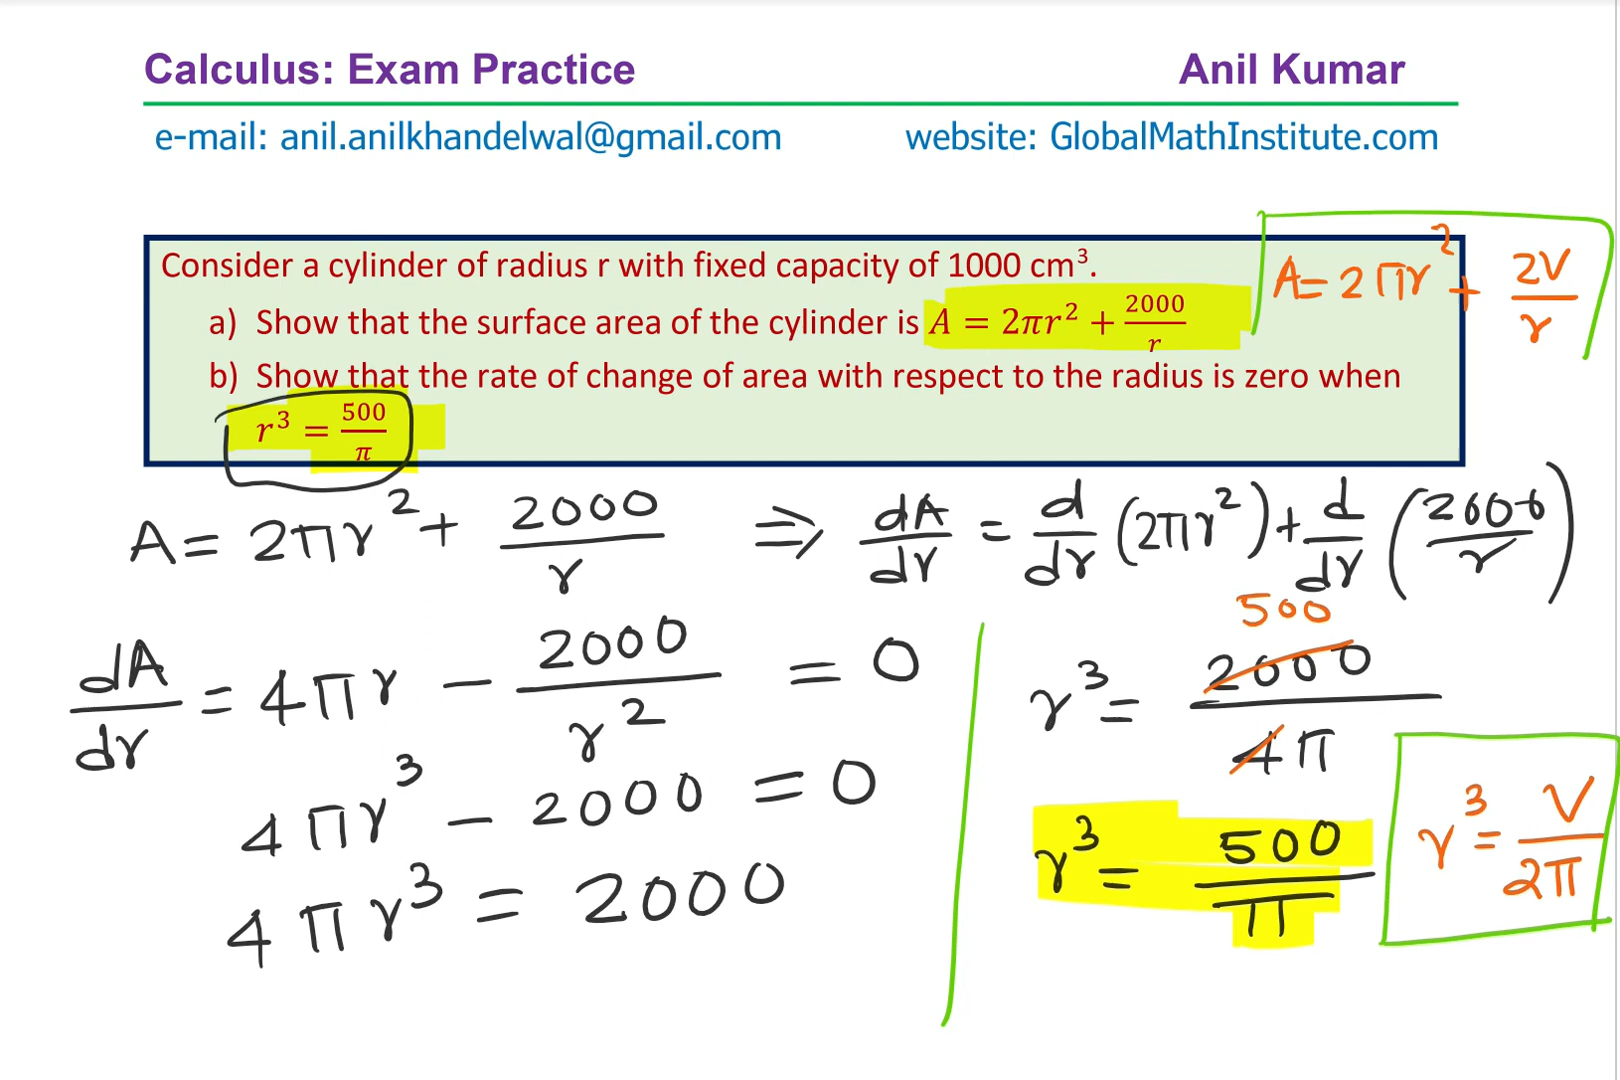 Calculus: Exam Practice Anil Kumar
e-mail: anil.anilkhandelwal@gmail.com website: GlobalMathInstitute.com
Consider a cylinder of radius r with fixed capacity of 1000 cm³.
a) Show that the surface area of the cylinder is A = 2πr² + 2000/r
A = 2πr² + 2V/r
b) Show that the rate of change of area with respect to the radius is zero when
r³ = 500/π
A = 2πr² + 2000/r ⇒ dA/dr = d/dr (2πr²) + d/dr (2000/r)
dA/dr = 4πr − 2000/r² = 0
4πr³ − 2000 = 0
4πr³ = 2000
500
r³ = 2000/4π
r³ = 500/π
r³ = V/2π